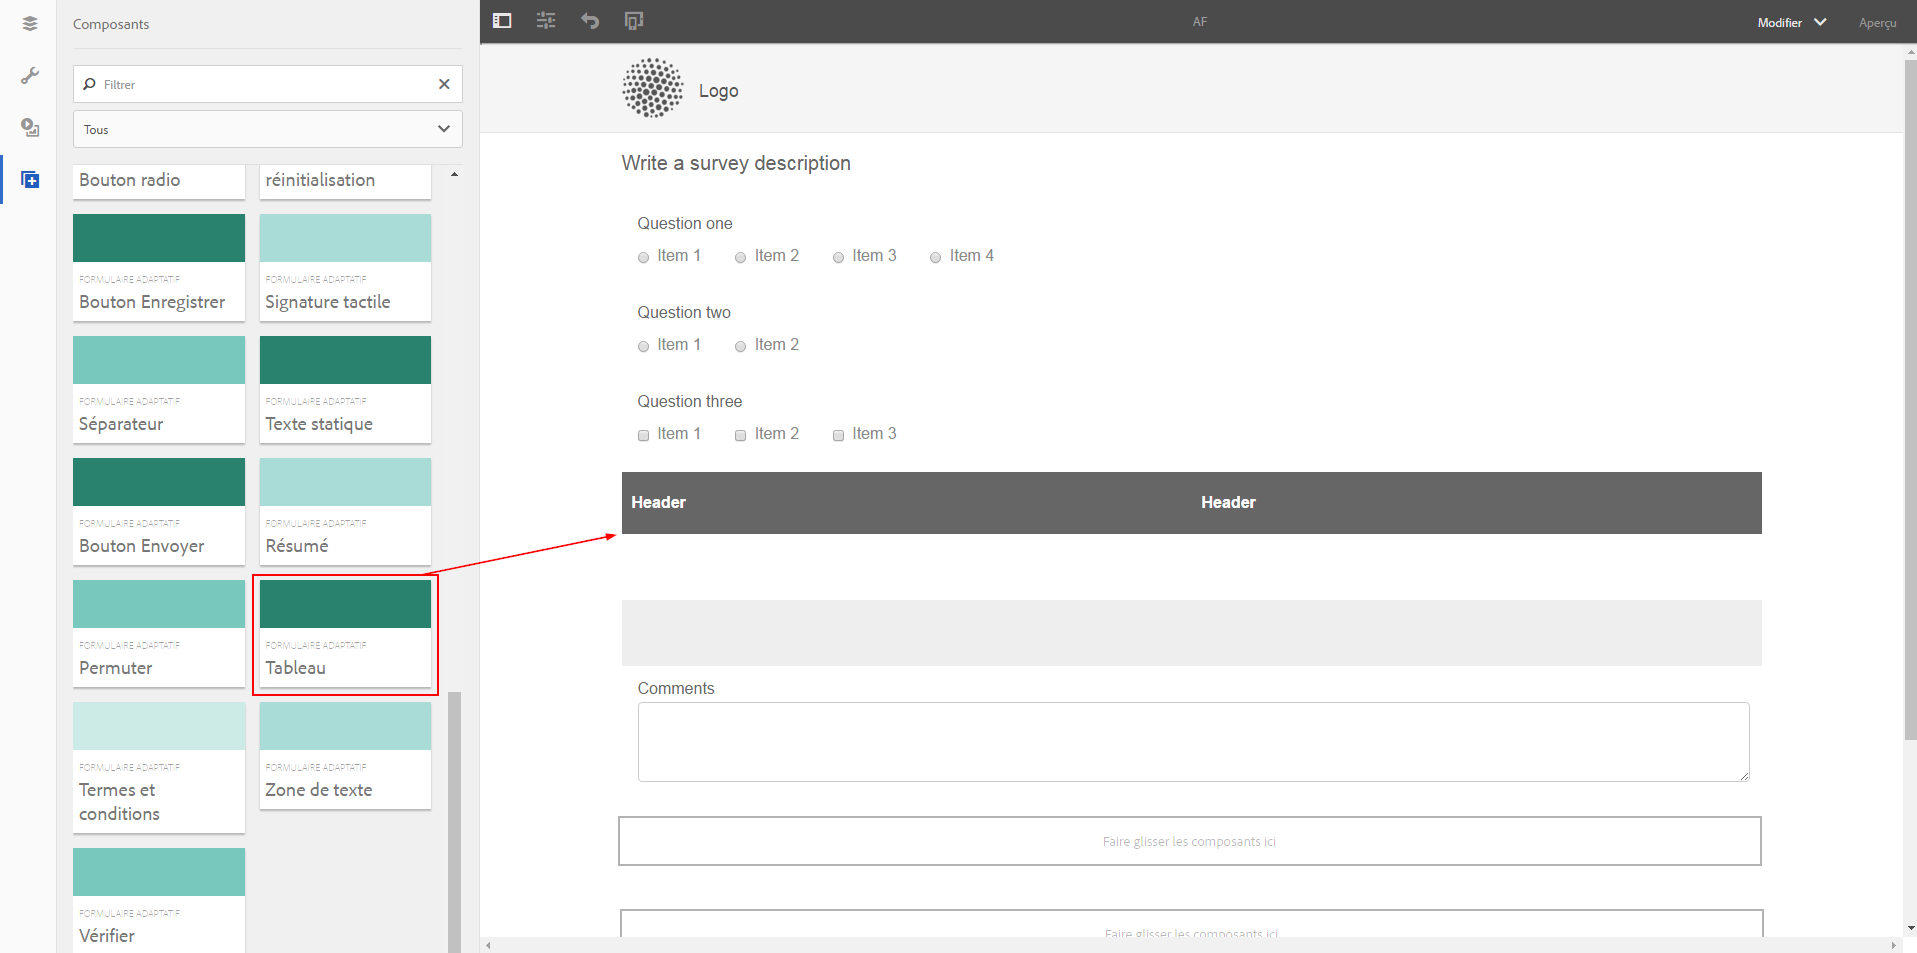 Composants
Filtrer
Tous
Bouton radio
réinitialisation
FORMULAIRE ADAPTATIF
Bouton Enregistrer
FORMULAIRE ADAPTATIF
Signature tactile
FORMULAIRE ADAPTATIF
Séparateur
FORMULAIRE ADAPTATIF
Texte statique
FORMULAIRE ADAPTATIF
Bouton Envoyer
FORMULAIRE ADAPTATIF
Résumé
FORMULAIRE ADAPTATIF
Permuter
FORMULAIRE ADAPTATIF
Tableau
FORMULAIRE ADAPTATIF
Termes et
conditions
FORMULAIRE ADAPTATIF
Zone de texte
FORMULAIRE ADAPTATIF
Vérifier
AF
Modifier
Aperçu
Logo
Write a survey description
Question one
Item 1 Item 2 Item 3 Item 4
Question two
Item 1 Item 2
Question three
Item 1 Item 2 Item 3
Header Header
Comments
Faire glisser les composants ici
Faire glisser les composants ici